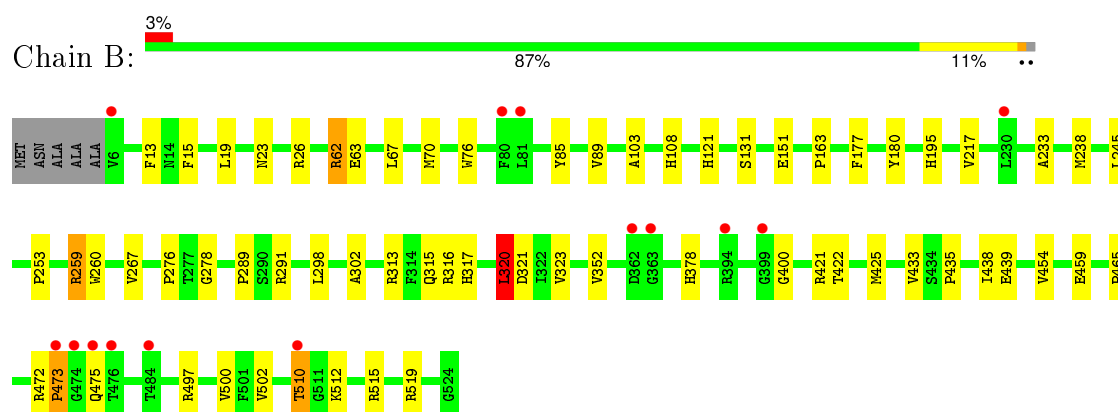 3%
Chain B:
87% 11% ••
MET ASN ALA ALA ALA V6 F13 N14 F15 L19 N23 R26 R62 E63 L67 M70 W76 F80 L81 Y85 V89 A103 H108 H121 S131 E151 P163 F177 Y180 H195 V217 L230 A233 M238
P253 R259 W260 V267 P276 T277 G278 P289 S290 R291 L298 A302 R313 F314 Q315 R316 H317 L320 D321 I322 V323 V352 D362 G363 H378 R394 G399 G400 R421 T422 M425 V433 S434 P435 I438 E439 V454 E459
R472 P473 G474 Q475 T476 T484 R497 V500 F501 V502 T510 G511 K512 R515 R519 G524